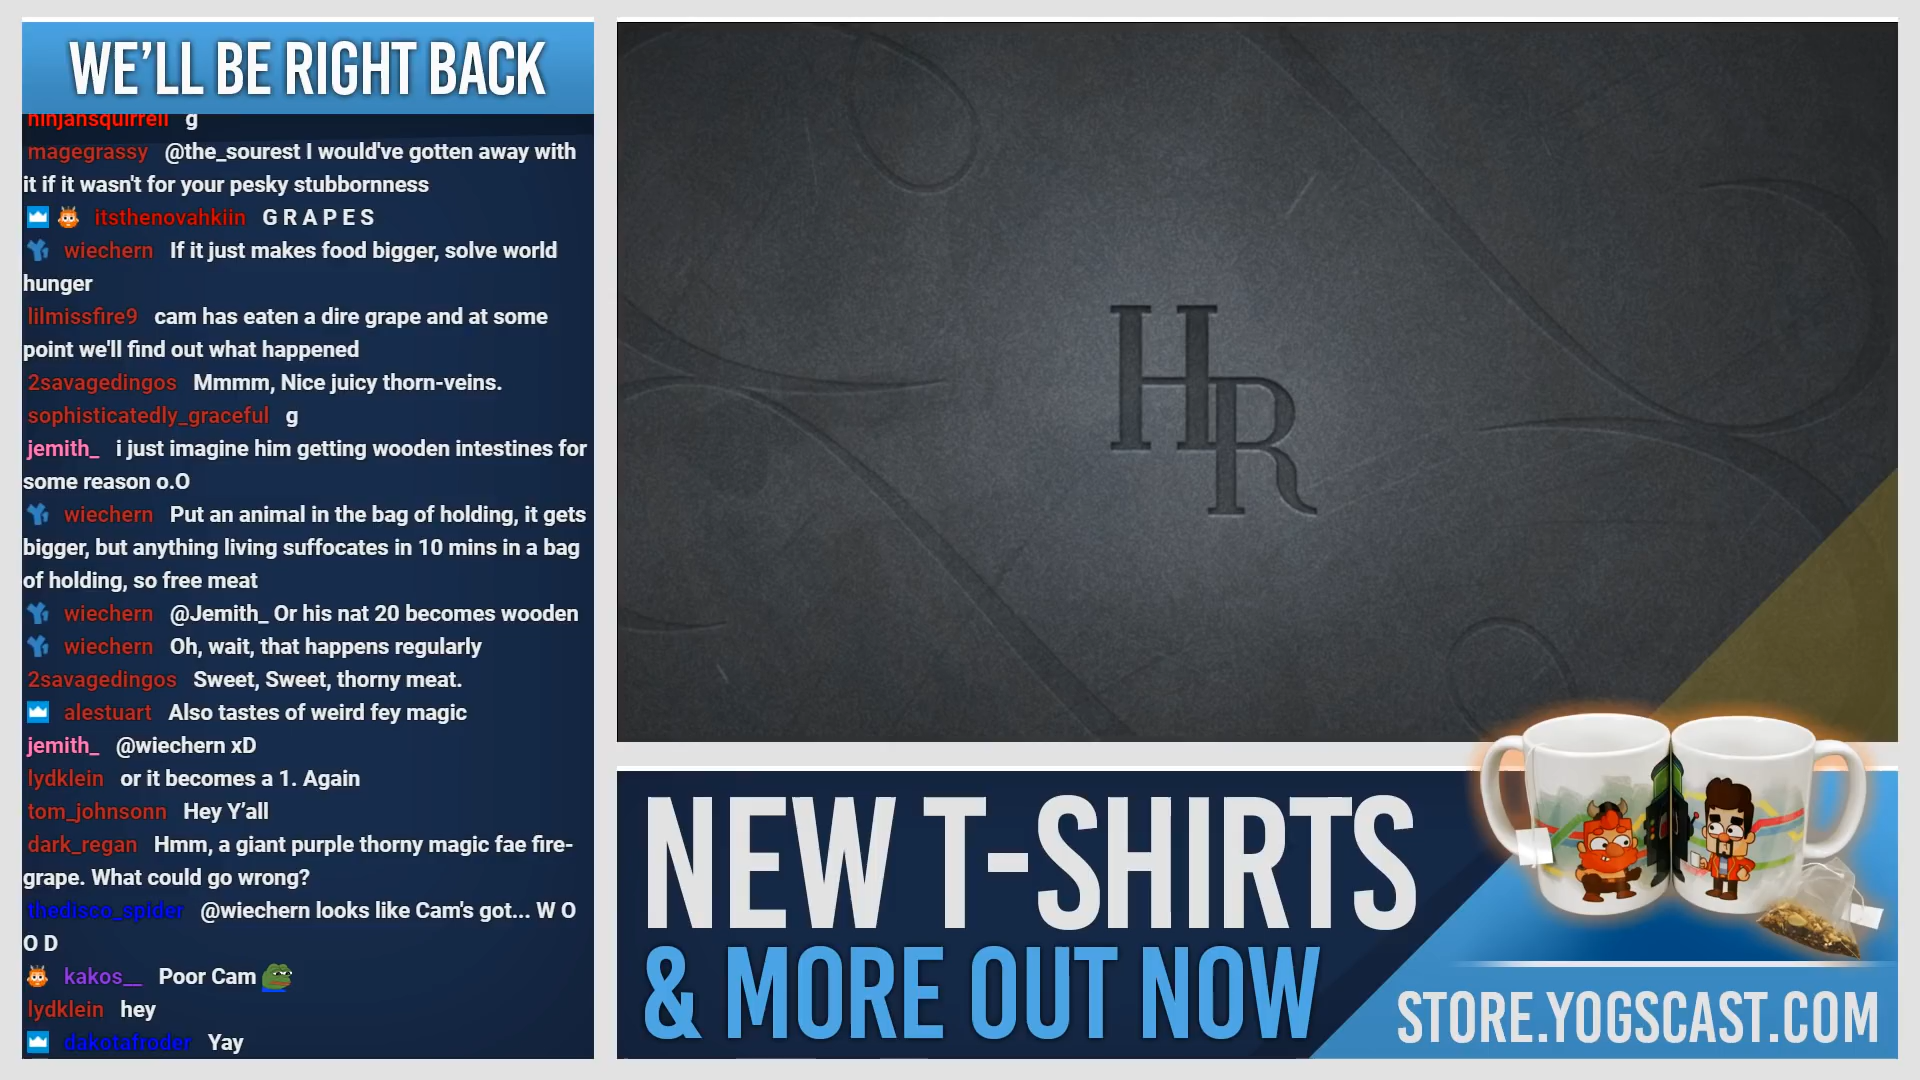 WE'LL BE RIGHT BACK
ninjansquirrell g
magegrassy @the_sourest I would've gotten away with
it if it wasn't for your pesky stubbornness
itsthenovahkiin G R A P E S
wiechern If it just makes food bigger, solve world
hunger
lilmissfire9 cam has eaten a dire grape and at some
point we'll find out what happened
2savagedingos Mmmm, Nice juicy thorn-veins.
sophisticatedly_graceful g
jemith_ i just imagine him getting wooden intestines for
some reason o.O
wiechern Put an animal in the bag of holding, it gets
bigger, but anything living suffocates in 10 mins in a bag
of holding, so free meat
wiechern @Jemith_ Or his nat 20 becomes wooden
wiechern Oh, wait, that happens regularly
2savagedingos Sweet, Sweet, thorny meat.
alestuart Also tastes of weird fey magic
jemith_ @wiechern xD
lydklein or it becomes a 1. Again
tom_johnsonn Hey Y'all
dark_regan Hmm, a giant purple thorny magic fae fire-
grape. What could go wrong?
thedisco_spider @wiechern looks like Cam's got... W O
O D
kakos__ Poor Cam
lydklein hey
dakotafroder Yay
HR
NEW T-SHIRTS
& MORE OUT NOW
STORE.YOGSCAST.COM